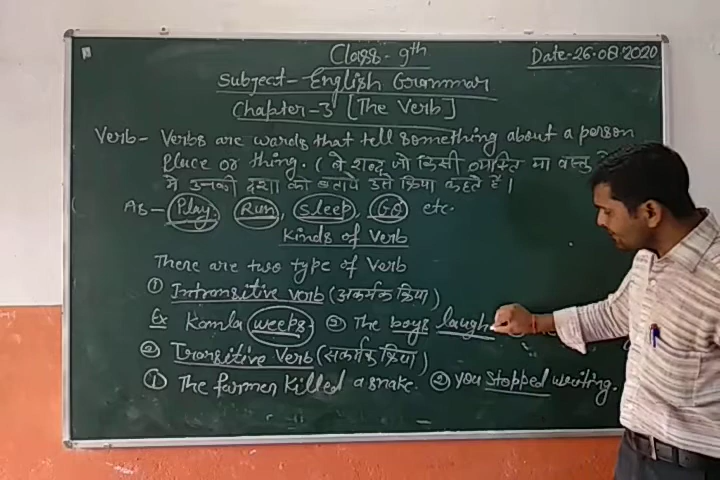 Class- 9th
Date-26-08-2020
Subject- English Grammar
Chapter-3 [The Verb]
Verb- Verbs are words that tell something about a person
place or thing. (वे शब्द जो किसी व्यक्ति या वस्तु
में उनकी दशा को बताये उसे क्रिया कहते हैं।
As- Play, Run, Sleep, GO etc.
Kinds of Verb
There are two type of Verb
① Intransitive verb (अकर्मक क्रिया)
Ex Kamla weeps. ② The boys laugh
② Transitive Verb (सकर्मक क्रिया)
① The farmer Killed a snake. ② you Stopped writing.